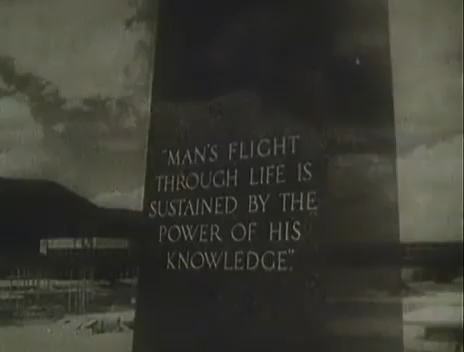 "MAN'S FLIGHT
THROUGH LIFE IS
SUSTAINED BY THE
POWER OF HIS
KNOWLEDGE".